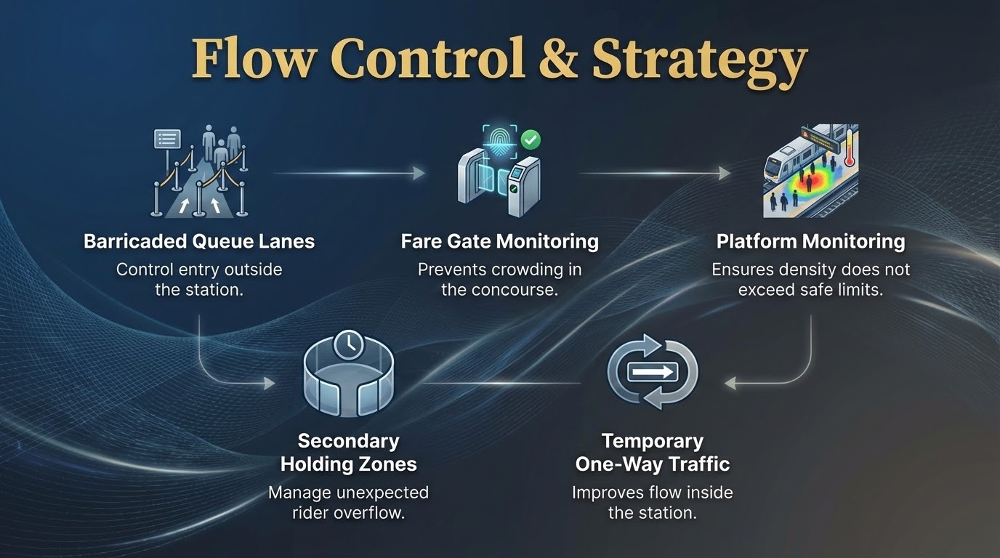 Flow Control & Strategy
Barricaded Queue Lanes
Control entry outside
the station.
Fare Gate Monitoring
Prevents crowding in
the concourse.
Platform Monitoring
Ensures density does not
exceed safe limits.
Secondary
Holding Zones
Manage unexpected
rider overflow.
Temporary
One-Way Traffic
Improves flow inside
the station.